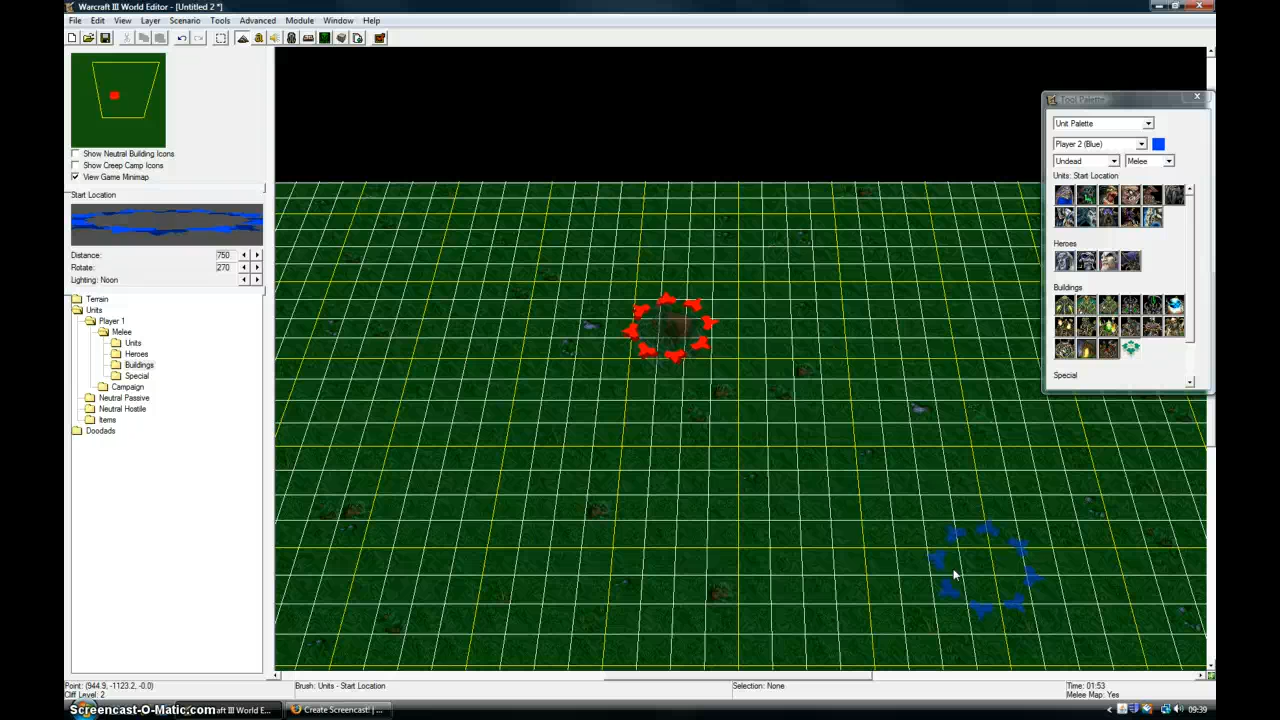 Warcraft III World Editor - [Untitled 2 *]
File Edit View Layer Scenario Tools Advanced Module Window Help
Show Neutral Building Icons
Show Creep Camp Icons
View Game Minimap
Start Location
Distance: 750
Rotate: 270
Lighting: Noon
Terrain
Units
Player 1
Melee
Units
Heroes
Buildings
Special
Campaign
Neutral Passive
Neutral Hostile
Items
Doodads
Tool Palette
Unit Palette
Player 2 (Blue)
Undead Melee
Units: Start Location
Heroes
Buildings
Special
Point: (944.9, -1123.2, -0.0)
Cliff Level: 2
Brush: Units - Start Location
Selection: None
Time: 01:53
Melee Map: Yes
Screencast-O-Matic.com
aft III World E...
Create Screencast! | ...
09:39